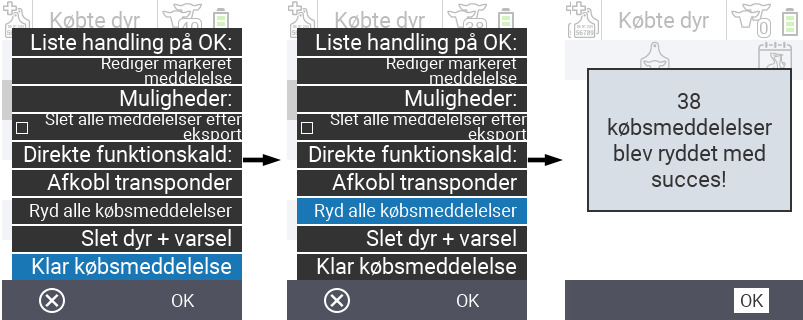 Købte dyr
Liste handling på OK:
Rediger markeret
meddelelse
Muligheder:
Slet alle meddelelser efter
eksport
Direkte funktionskald:
Afkobl transponder
Ryd alle købsmeddelelser
Slet dyr + varsel
Klar købsmeddelelse
OK
Købte dyr
38
Liste handling på OK:
Rediger markeret
meddelelse
Muligheder:
Slet alle meddelelser efter
eksport
Direkte funktionskald:
Afkobl transponder
Ryd alle købsmeddelelser
Slet dyr + varsel
Klar købsmeddelelse
OK
56789
Købte dyr
0
38
købsmeddelelser
blev ryddet med
succes!
OK